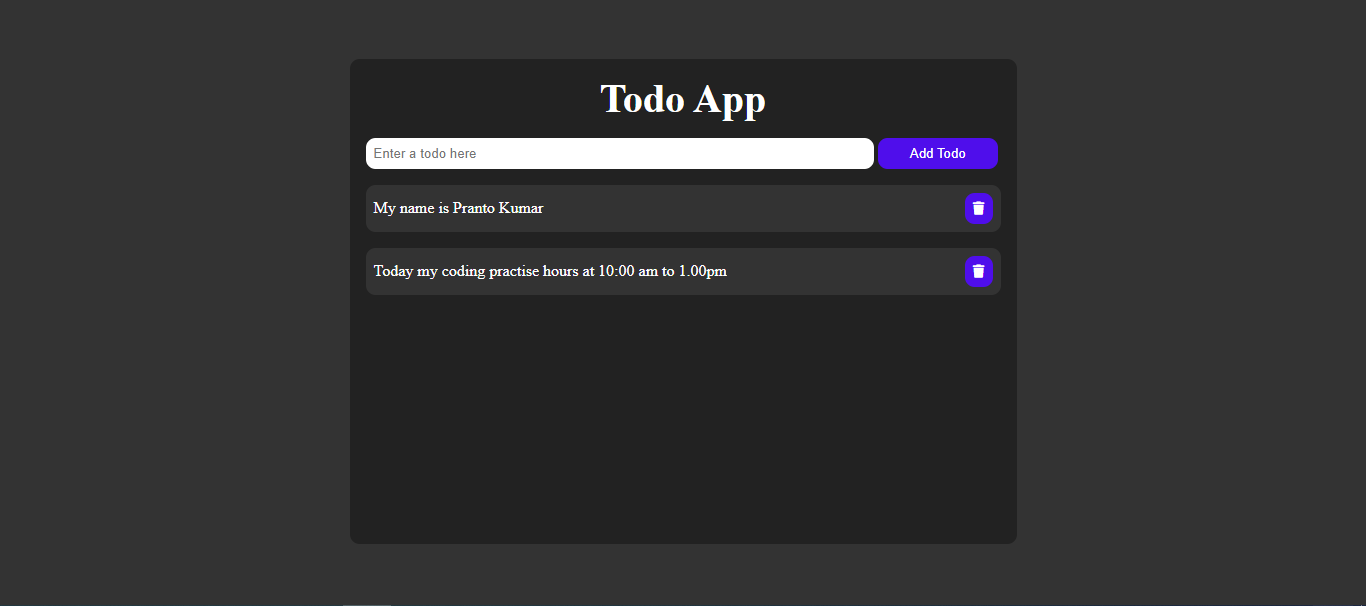 Todo App
Enter a todo here
Add Todo
My name is Pranto Kumar
Today my coding practise hours at 10:00 am to 1.00pm